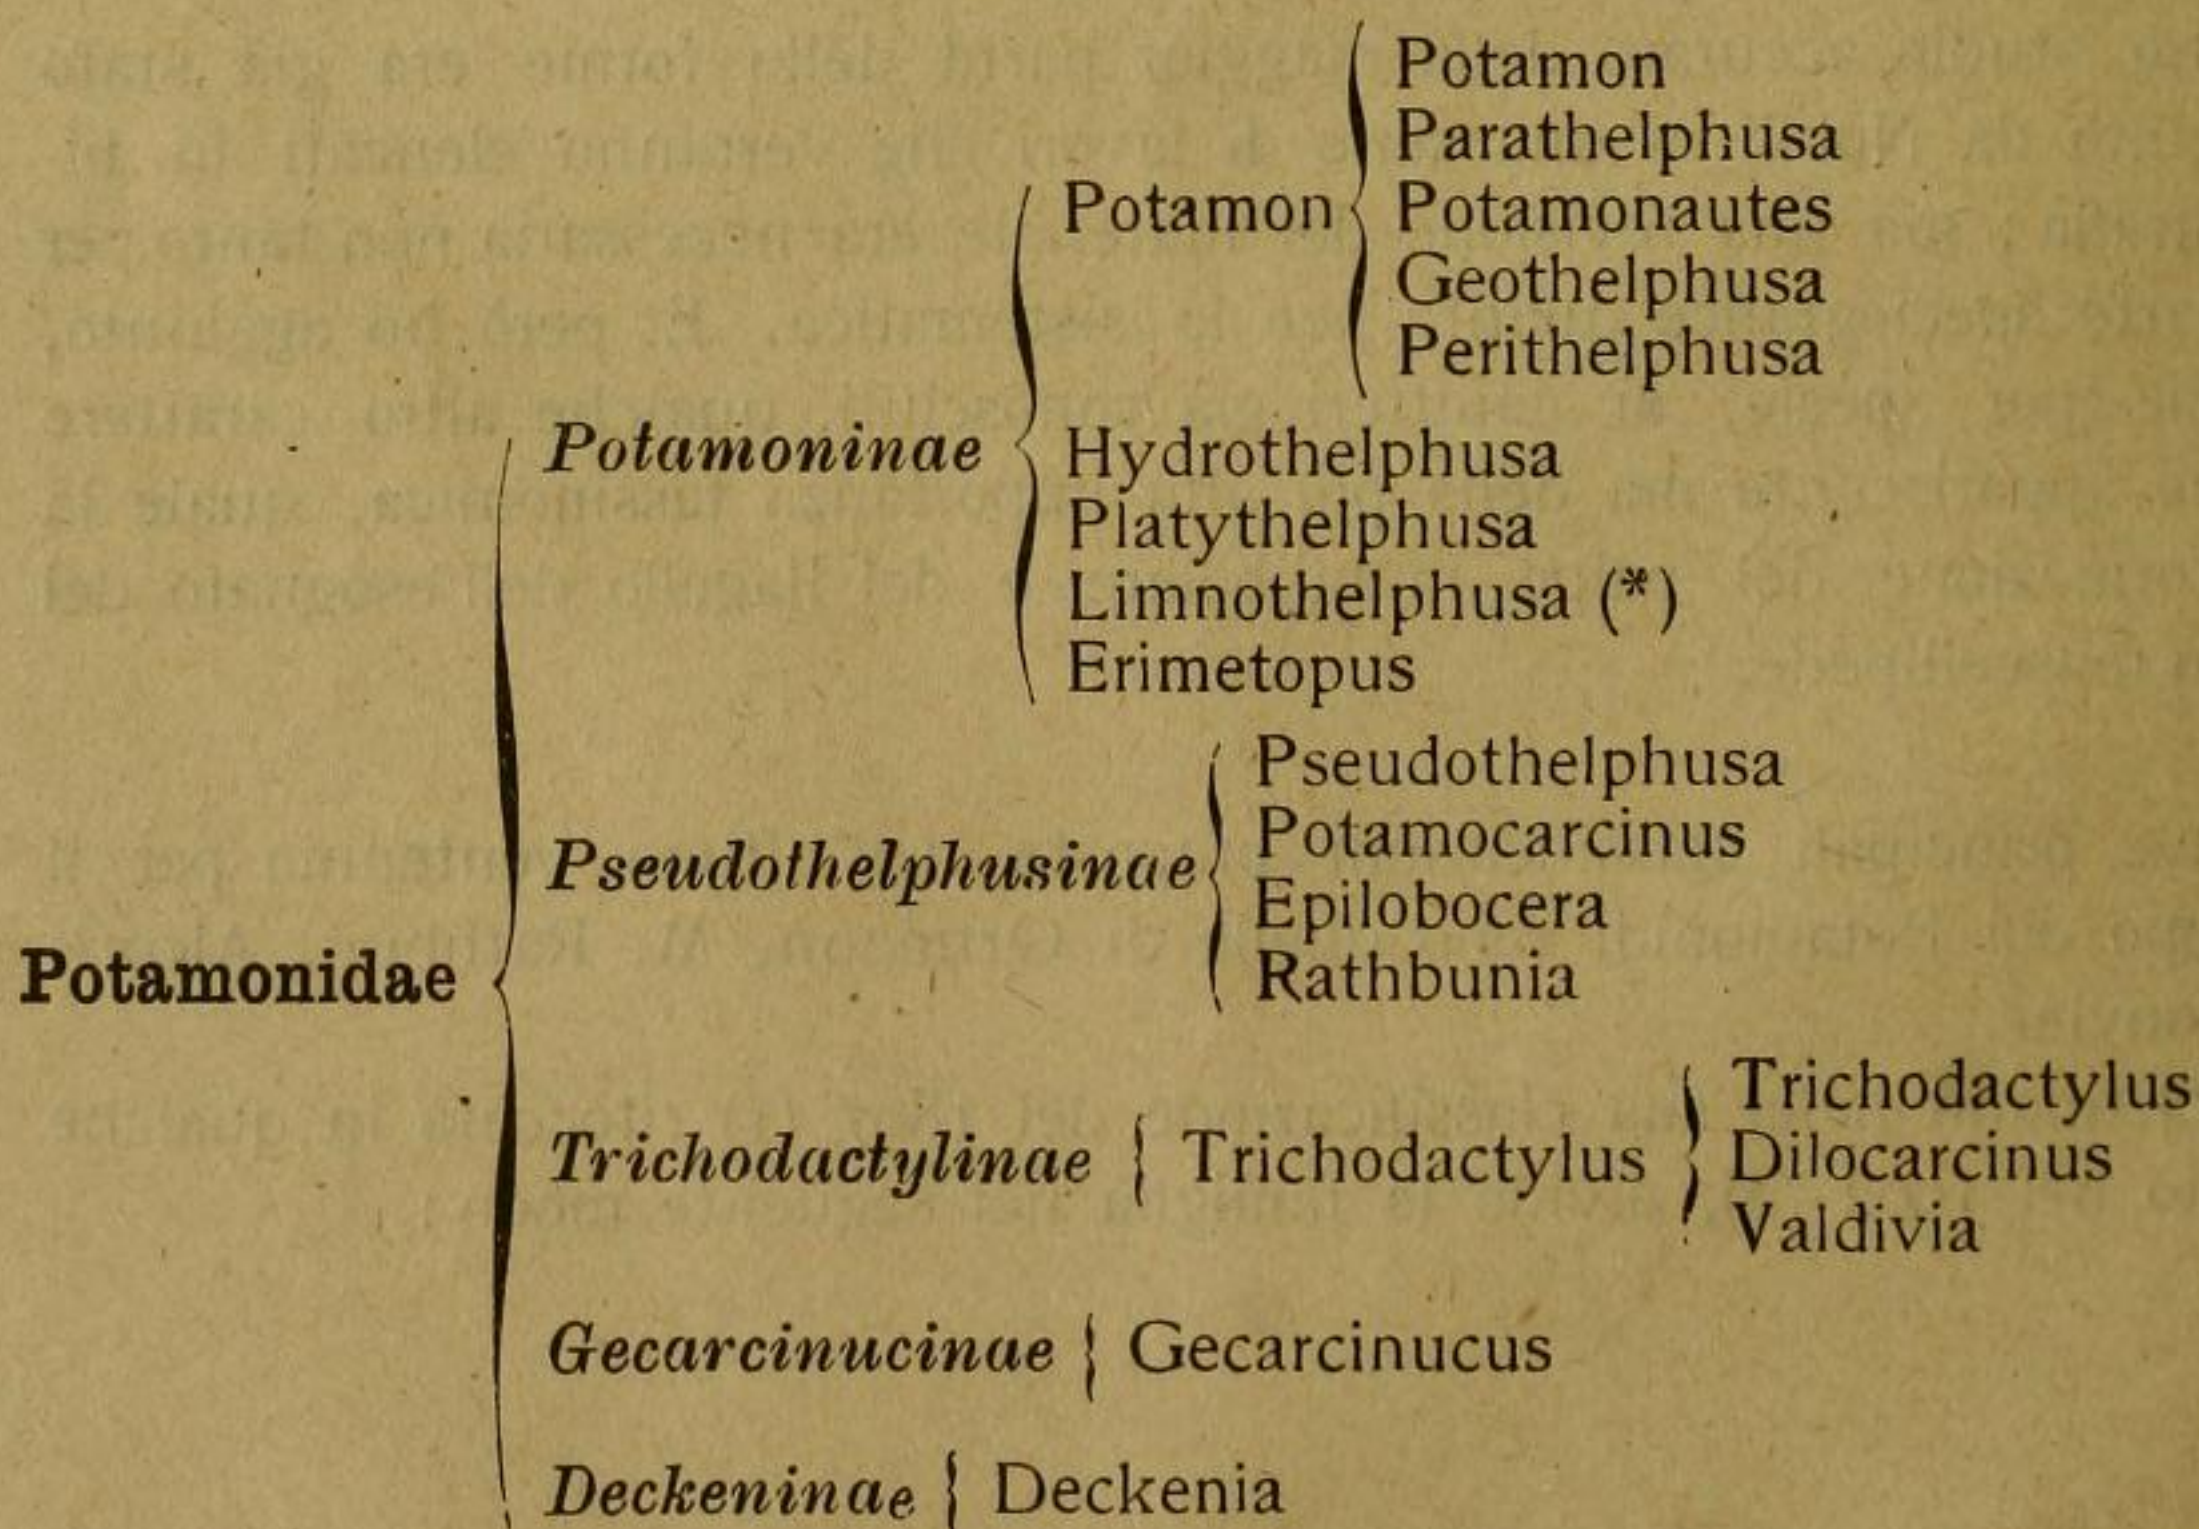 Potamon
Parathelphusa
Potamon Potamonautes
Geothelphusa
Perithelphusa
Potamoninae Hydrothelphusa
Platythelphusa
Limnothelphusa (*)
Erimetopus
Pseudothelphusa
Potamocarcinus
Pseudothelphusinae
Epilobocera
Potamonidae Rathbunia
Trichodactylus
Trichodactylinae { Trichodactylus Dilocarcinus
Valdivia
Gecarcinucinae { Gecarcinucus
Deckeninae { Deckenia